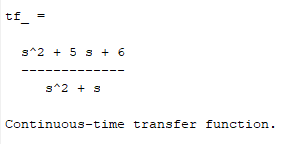 tf_ =
s^2 + 5 s + 6
-------------
s^2 + s
Continuous-time transfer function.